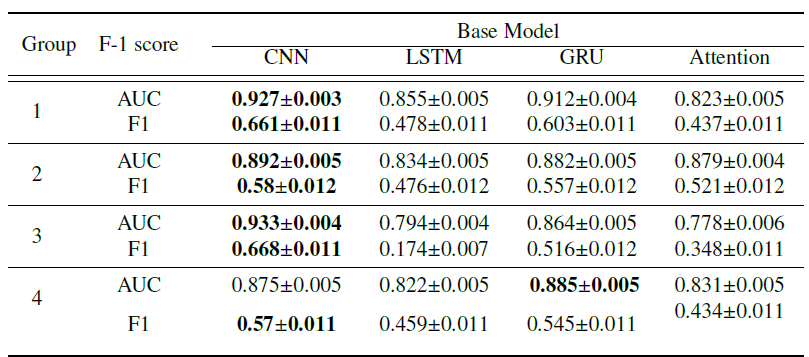 Base Model
Group F-1 score CNN LSTM GRU Attention
1 AUC 0.927±0.003 0.855±0.005 0.912±0.004 0.823±0.005
F1 0.661±0.011 0.478±0.011 0.603±0.011 0.437±0.011
2 AUC 0.892±0.005 0.834±0.005 0.882±0.005 0.879±0.004
F1 0.58±0.012 0.476±0.012 0.557±0.012 0.521±0.012
3 AUC 0.933±0.004 0.794±0.004 0.864±0.005 0.778±0.006
F1 0.668±0.011 0.174±0.007 0.516±0.012 0.348±0.011
4 AUC 0.875±0.005 0.822±0.005 0.885±0.005 0.831±0.005
F1 0.57±0.011 0.459±0.011 0.545±0.011 0.434±0.011